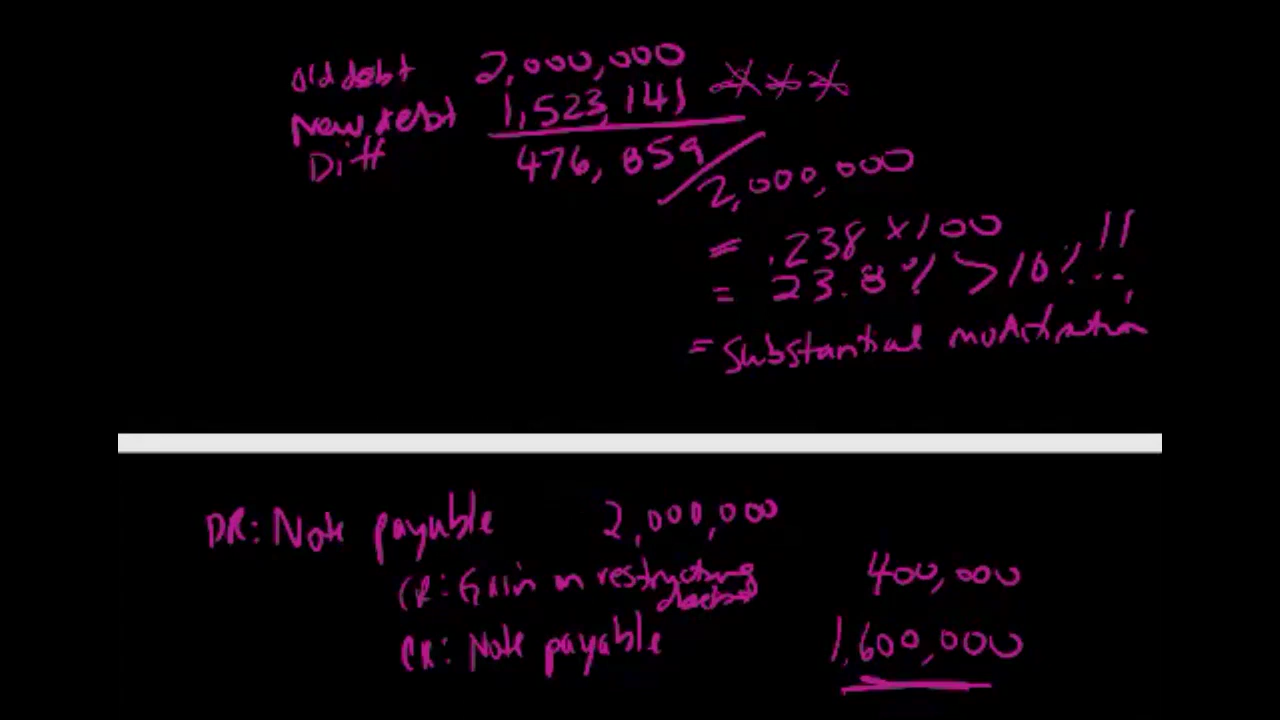 Old debt 2,000,000
New debt 1,523,141
Diff 476,859 / 2,000,000
= .238 x 100
= 23.8% > 10% !!
= Substantial modification
DR: Note payable 2,000,000
CR: Gain on restructuring 400,000
CR: Note payable 1,600,000